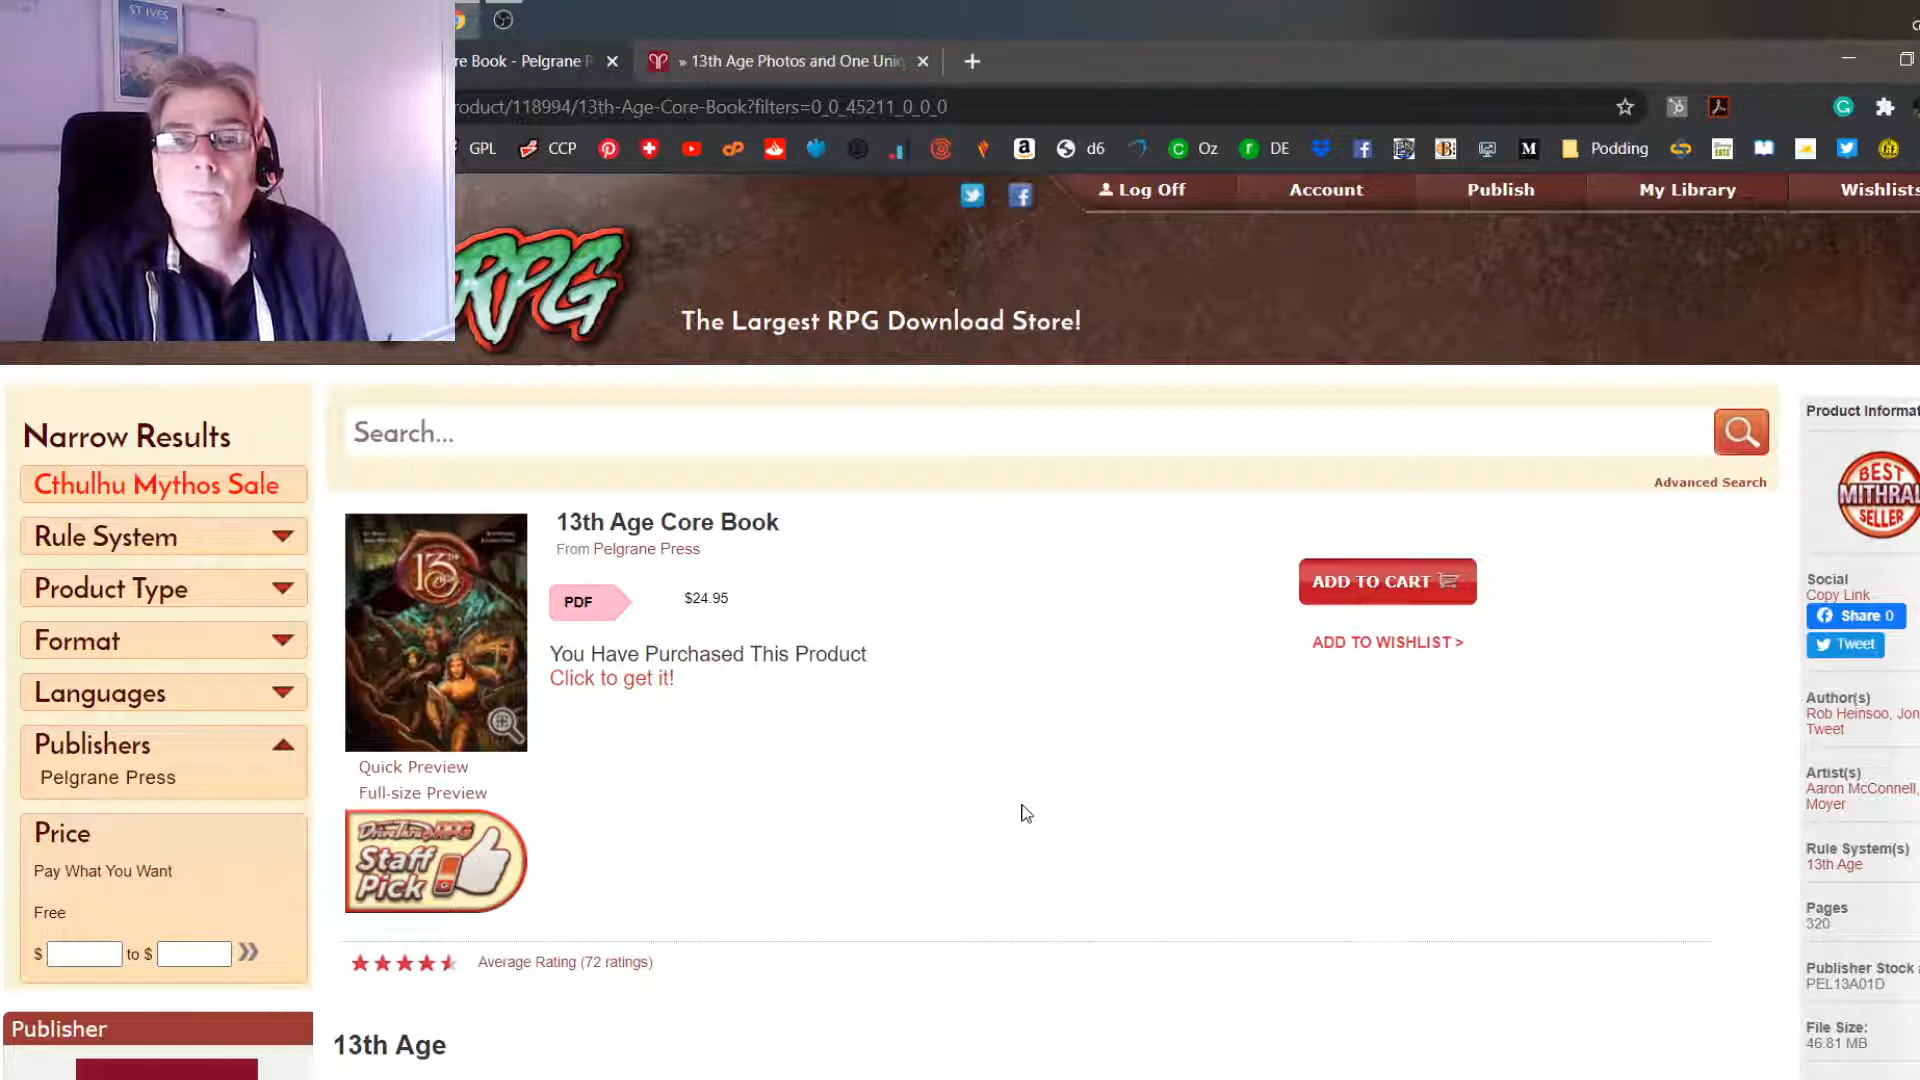 ST IVES
re Book - Pelgrane P
» 13th Age Photos and One Uniq
roduct/118994/13th-Age-Core-Book?filters=0_0_45211_0_0_0
GPL CCP d6 Oz DE Podding
Log Off Account Publish My Library Wishlists
RPG
The Largest RPG Download Store!
Narrow Results
Cthulhu Mythos Sale
Rule System
Product Type
Format
Languages
Publishers
Pelgrane Press
Price
Pay What You Want
Free
$ to $ »
Publisher
Search...
Advanced Search
13th Age Core Book
From Pelgrane Press
PDF $24.95
You Have Purchased This Product
Click to get it!
ADD TO CART
ADD TO WISHLIST >
13
Quick Preview
Full-size Preview
DriveThruRPG
Staff
Pick
Average Rating (72 ratings)
13th Age
Product Informat
BEST
MITHRAL
SELLER
Social
Copy Link
Share 0
Tweet
Author(s)
Rob Heinsoo, Jon
Tweet
Artist(s)
Aaron McConnell,
Moyer
Rule System(s)
13th Age
Pages
320
Publisher Stock
PEL13A01D
File Size:
46.81 MB